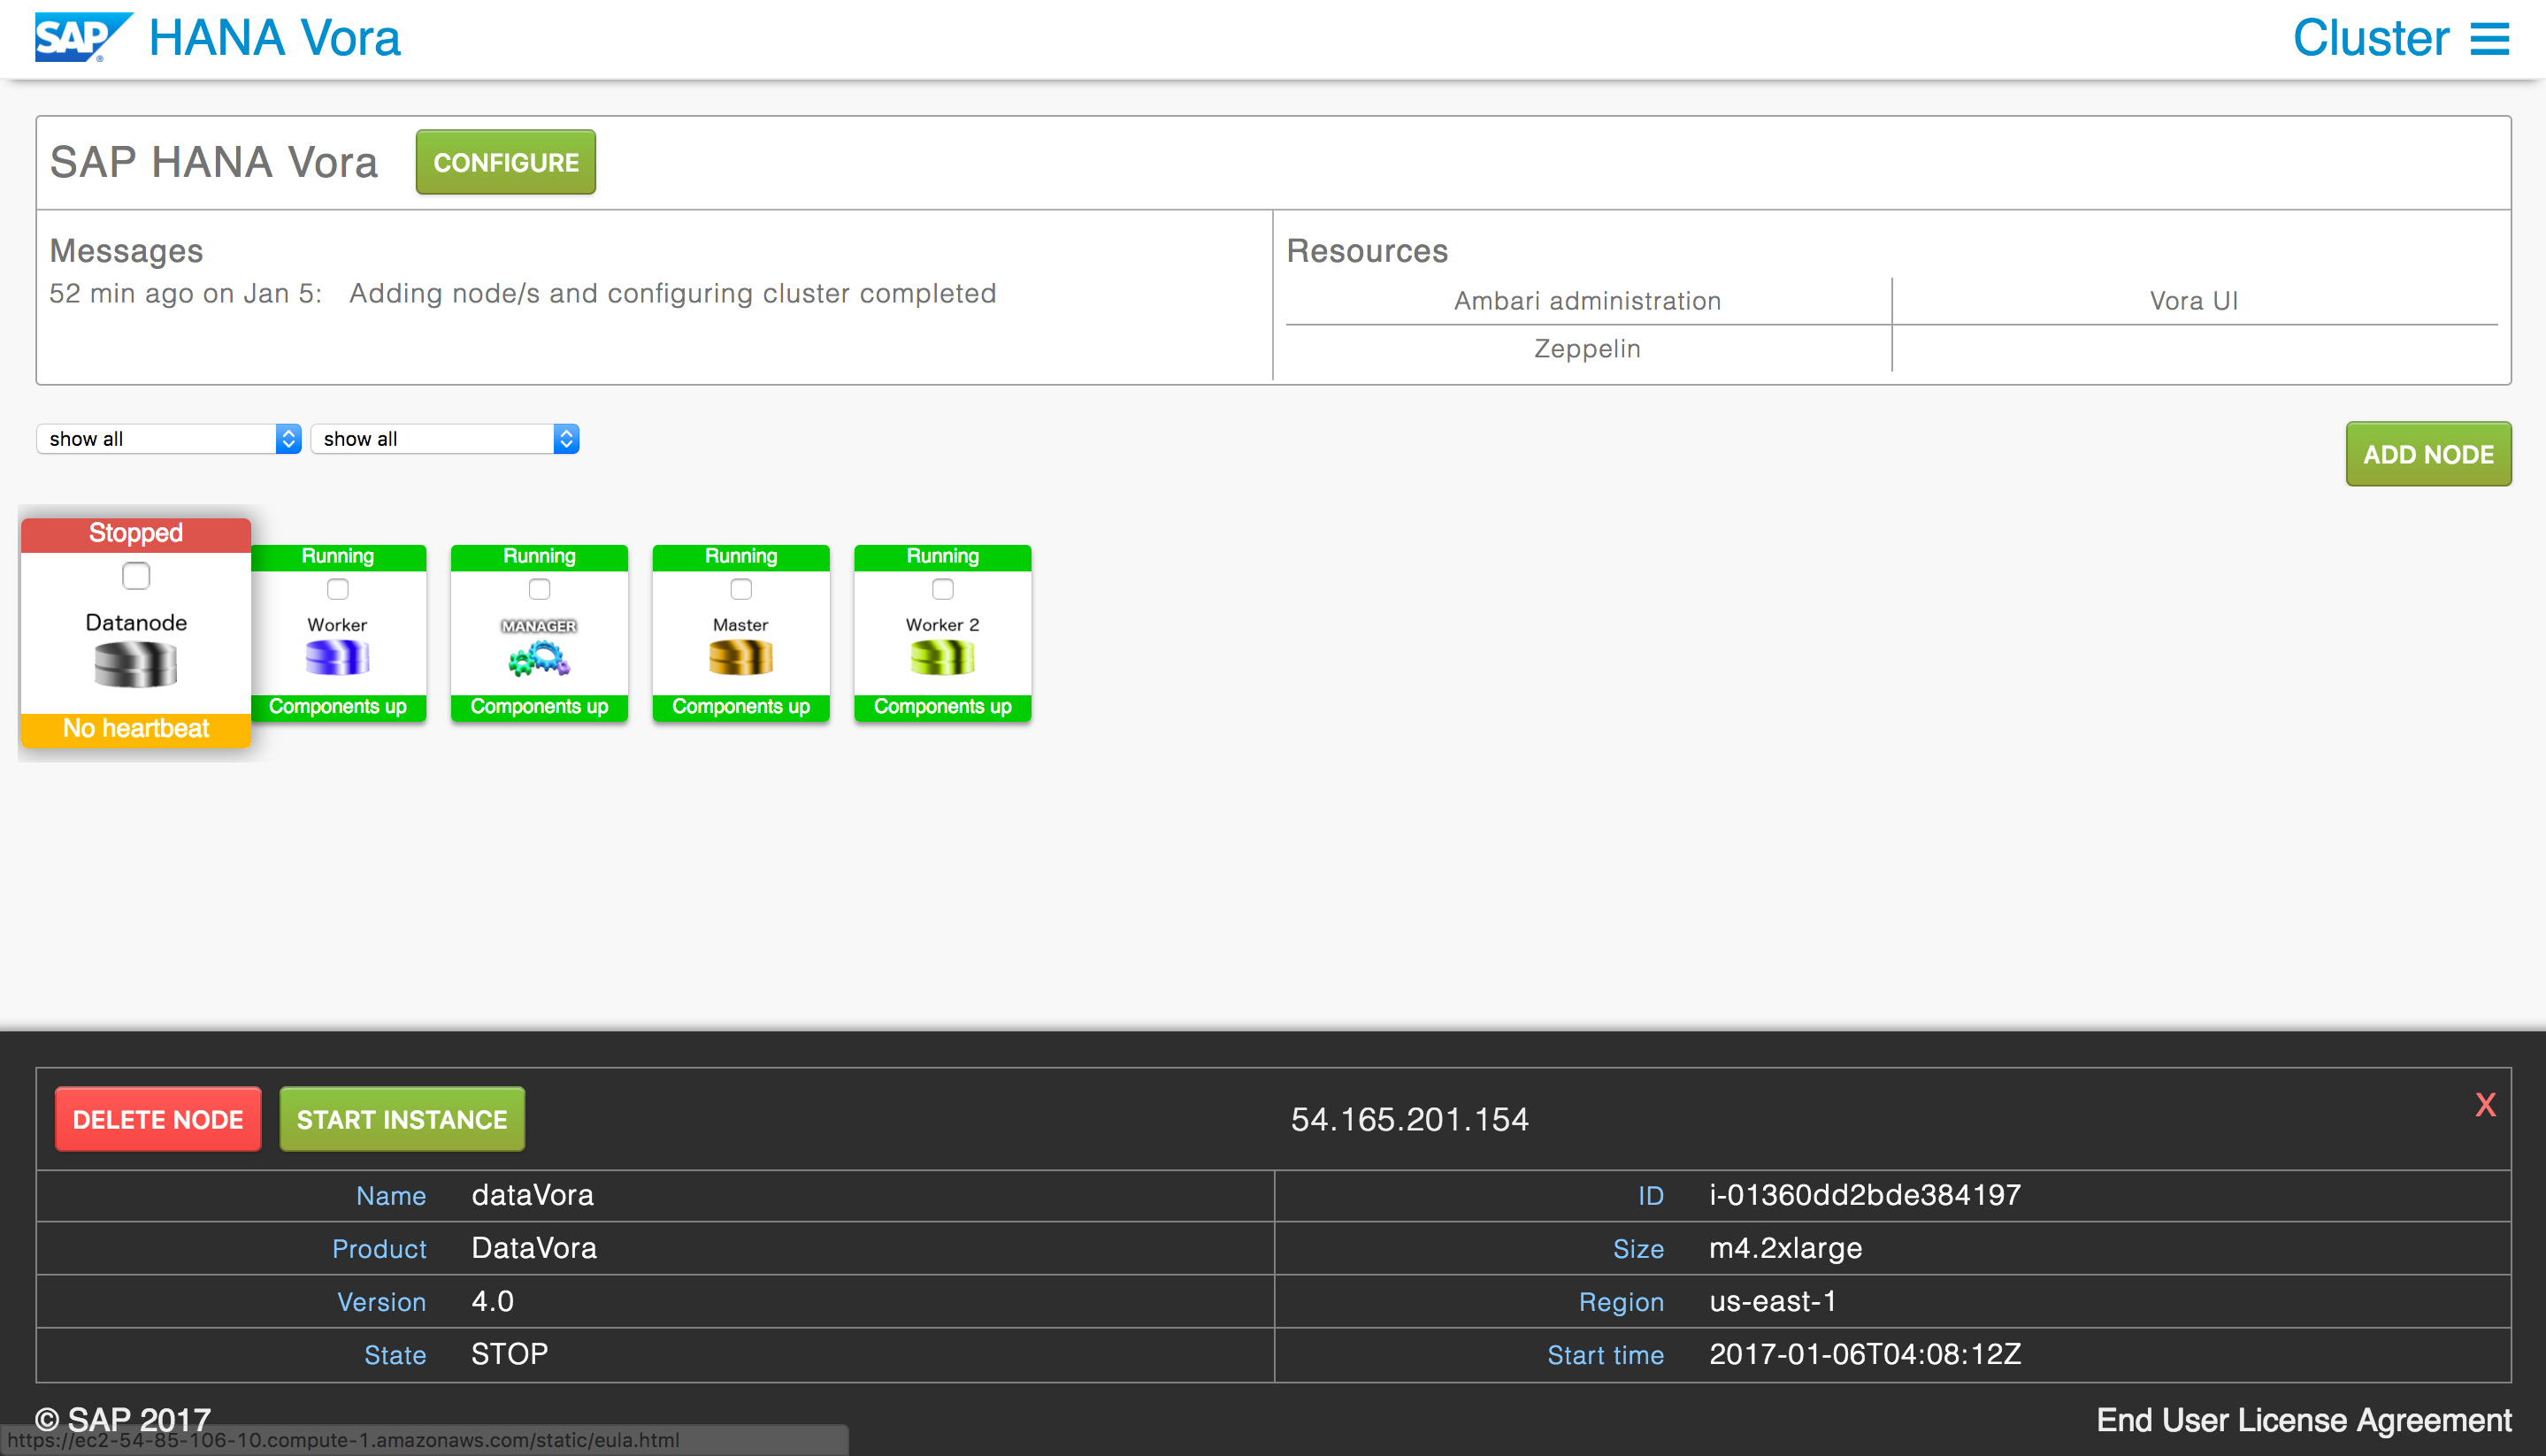 SAP HANA Vora
Cluster
SAP HANA Vora CONFIGURE
Messages
52 min ago on Jan 5: Adding node/s and configuring cluster completed
Resources
Ambari administration Vora UI
Zeppelin
show all show all
ADD NODE
Stopped
Datanode
No heartbeat
Running
Worker
Components up
Running
MANAGER
Components up
Running
Master
Components up
Running
Worker 2
Components up
DELETE NODE START INSTANCE 54.165.201.154 X
Name dataVora ID i-01360dd2bde384197
Product DataVora Size m4.2xlarge
Version 4.0 Region us-east-1
State STOP Start time 2017-01-06T04:08:12Z
© SAP 2017 End User License Agreement
https://ec2-54-85-106-10.compute-1.amazonaws.com/static/eula.html